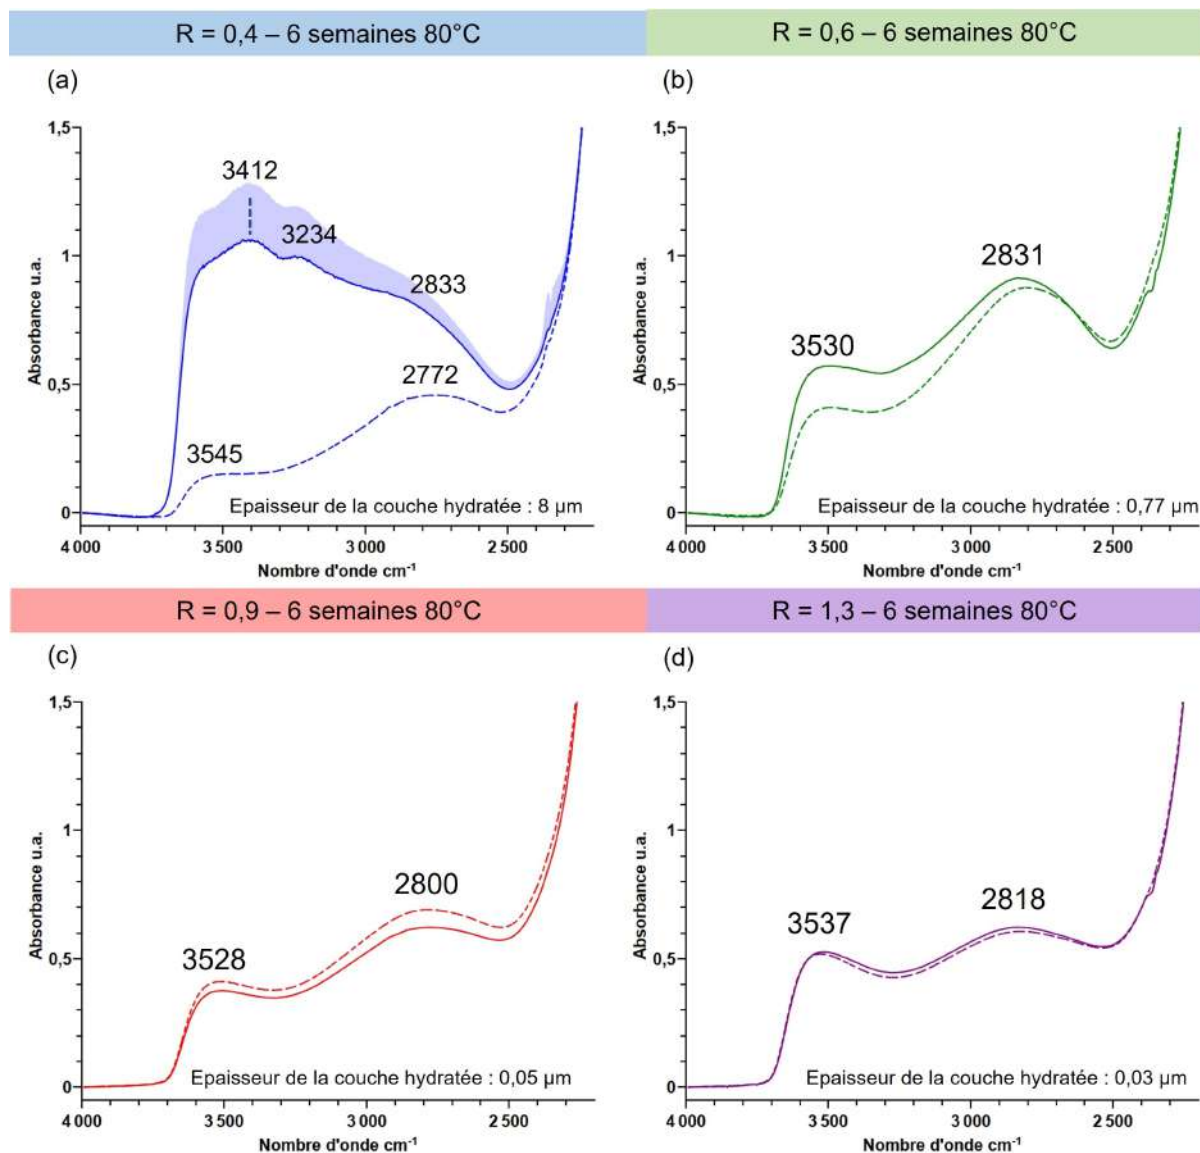 R = 0,4 – 6 semaines 80°C
R = 0,6 – 6 semaines 80°C
(a)
1,5
1
0,5
0
Absorbance u.a.
3412
3234
2833
2772
3545
Epaisseur de la couche hydratée : 8 µm
4 000 3 500 3 000 2 500
Nombre d'onde cm⁻¹
(b)
1,5
1
0,5
0
Absorbance u.a.
2831
3530
Epaisseur de la couche hydratée : 0,77 µm
4 000 3 500 3 000 2 500
Nombre d'onde cm⁻¹
R = 0,9 – 6 semaines 80°C
R = 1,3 – 6 semaines 80°C
(c)
1,5
1
0,5
0
Absorbance u.a.
2800
3528
Epaisseur de la couche hydratée : 0,05 µm
4 000 3 500 3 000 2 500
Nombre d'onde cm⁻¹
(d)
1,5
1
0,5
0
Absorbance u.a.
3537
2818
Epaisseur de la couche hydratée : 0,03 µm
4 000 3 500 3 000 2 500
Nombre d'onde cm⁻¹